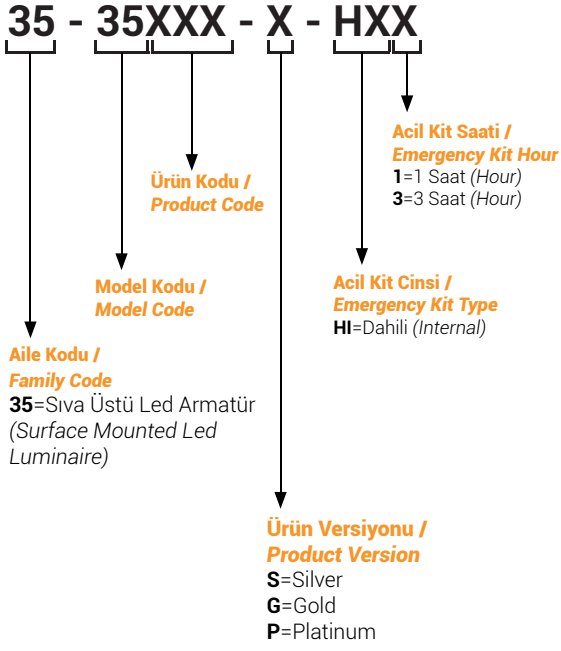 35 - 35XXX - X - HXX
Acil Kit Saati /
Emergency Kit Hour
1=1 Saat (Hour)
3=3 Saat (Hour)
Ürün Kodu /
Product Code
Model Kodu /
Model Code
Acil Kit Cinsi /
Emergency Kit Type
HI=Dahili (Internal)
Aile Kodu /
Family Code
35=Sıva Üstü Led Armatür
(Surface Mounted Led
Luminaire)
Ürün Versiyonu /
Product Version
S=Silver
G=Gold
P=Platinum